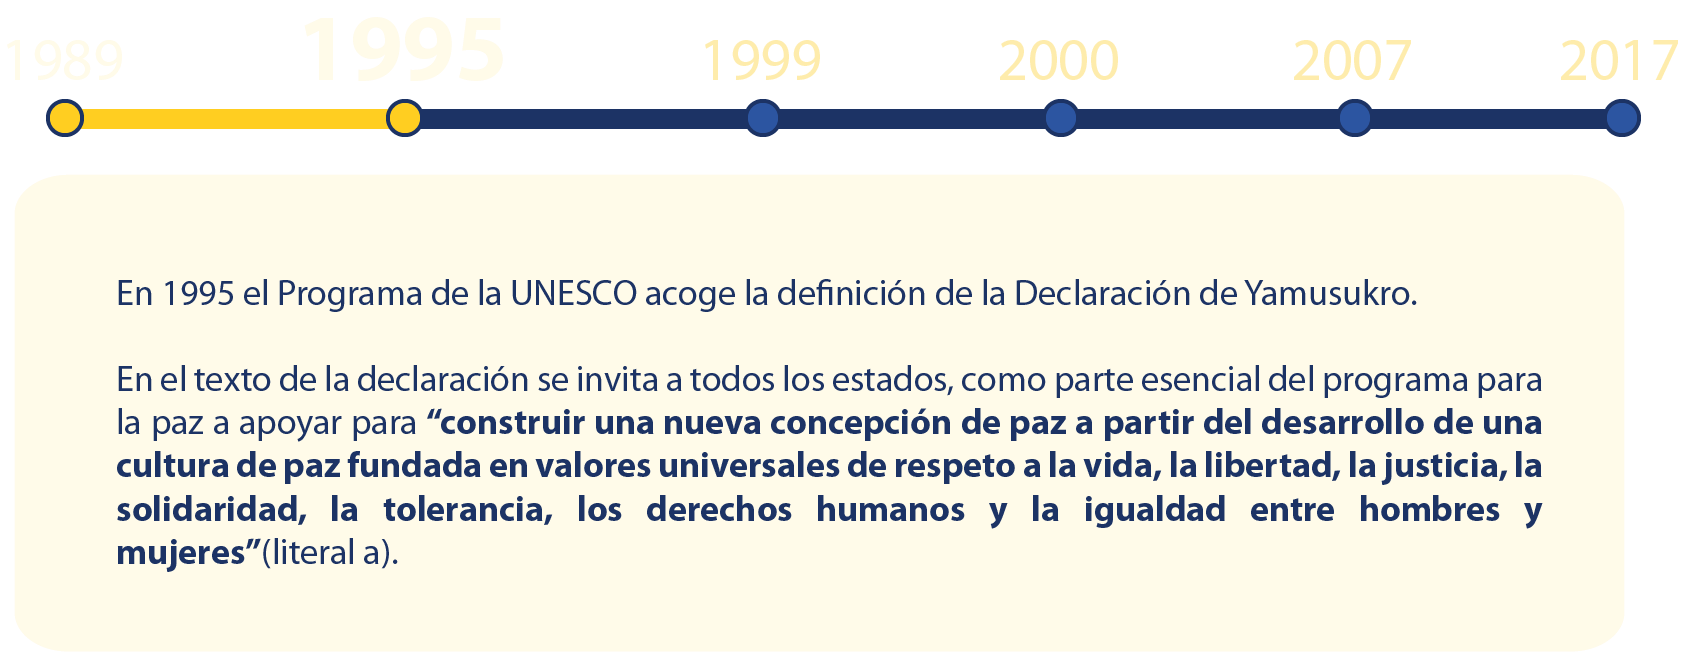 1989 1995 1999 2000 2007 2017
En 1995 el Programa de la UNESCO acoge la definición de la Declaración de Yamusukro.
En el texto de la declaración se invita a todos los estados, como parte esencial del programa para
la paz a apoyar para “construir una nueva concepción de paz a partir del desarrollo de una
cultura de paz fundada en valores universales de respeto a la vida, la libertad, la justicia, la
solidaridad, la tolerancia, los derechos humanos y la igualdad entre hombres y
mujeres”(literal a).